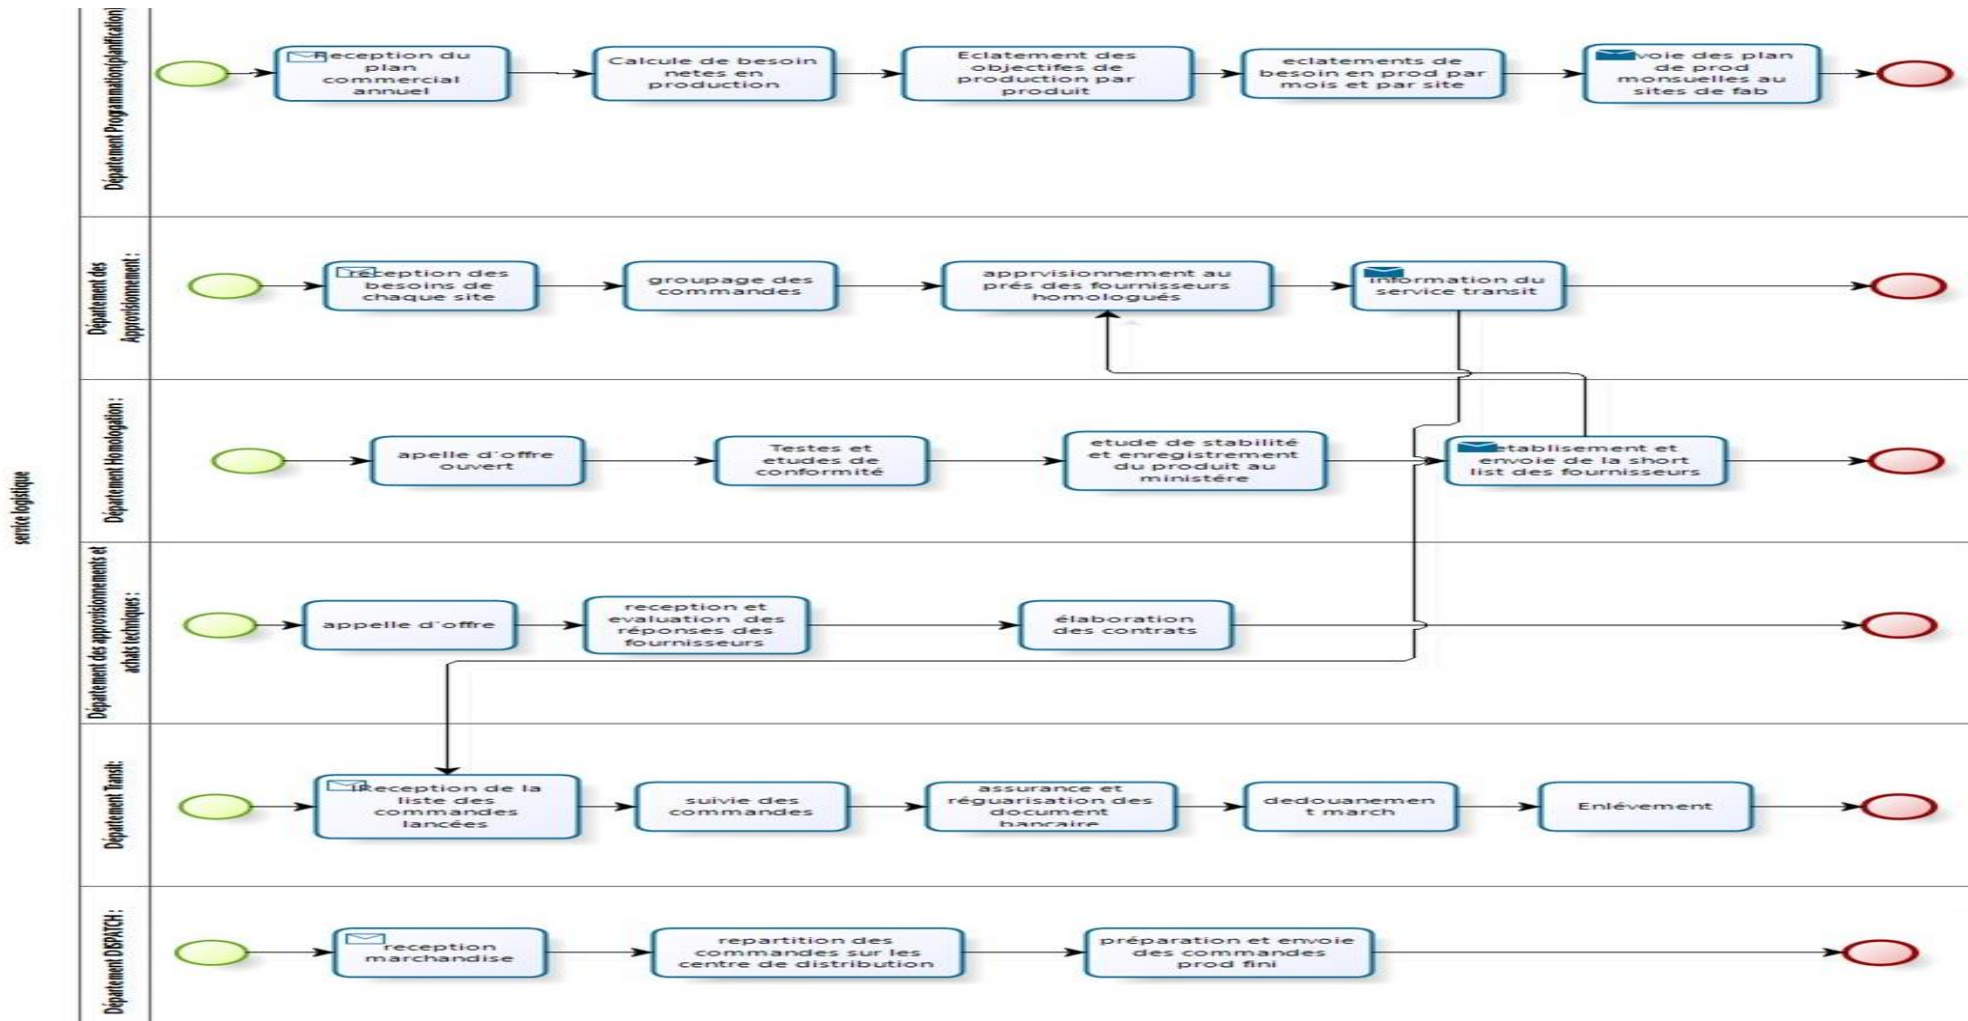 service logistique
Département Programmation(planification)
Reception du
plan
commercial
annuel
Calcule de besoin
netes en
production
Eclatement des
objectifes de
production par
produit
eclatements de
besoin en prod par
mois et par site
voie des plan
de prod
monsuelles au
sites de fab
Département des
Approvisionnement :
réception des
besoins de
chaque site
groupage des
commandes
apprvisionnement au
prés des fournisseurs
homologués
information du
service transit
Département Homologation :
apelle d'offre
ouvert
Testes et
etudes de
conformité
etude de stabilité
et enregistrement
du produit au
ministére
etablisement et
envoie de la short
list des fournisseurs
Département des approvisionnements et
achats techniques :
appelle d'offre
reception et
evaluation des
réponses des
fournisseurs
élaboration
des contrats
Département Transit:
Reception de la
liste des
commandes
lancées
suivie des
commandes
assurance et
réguarisation des
document
bancaire
dedouanemen
t march
Enlévement
Département DISPATCH :
reception
marchandise
repartition des
commandes sur les
centre de distribution
préparation et envoie
des commandes
prod fini